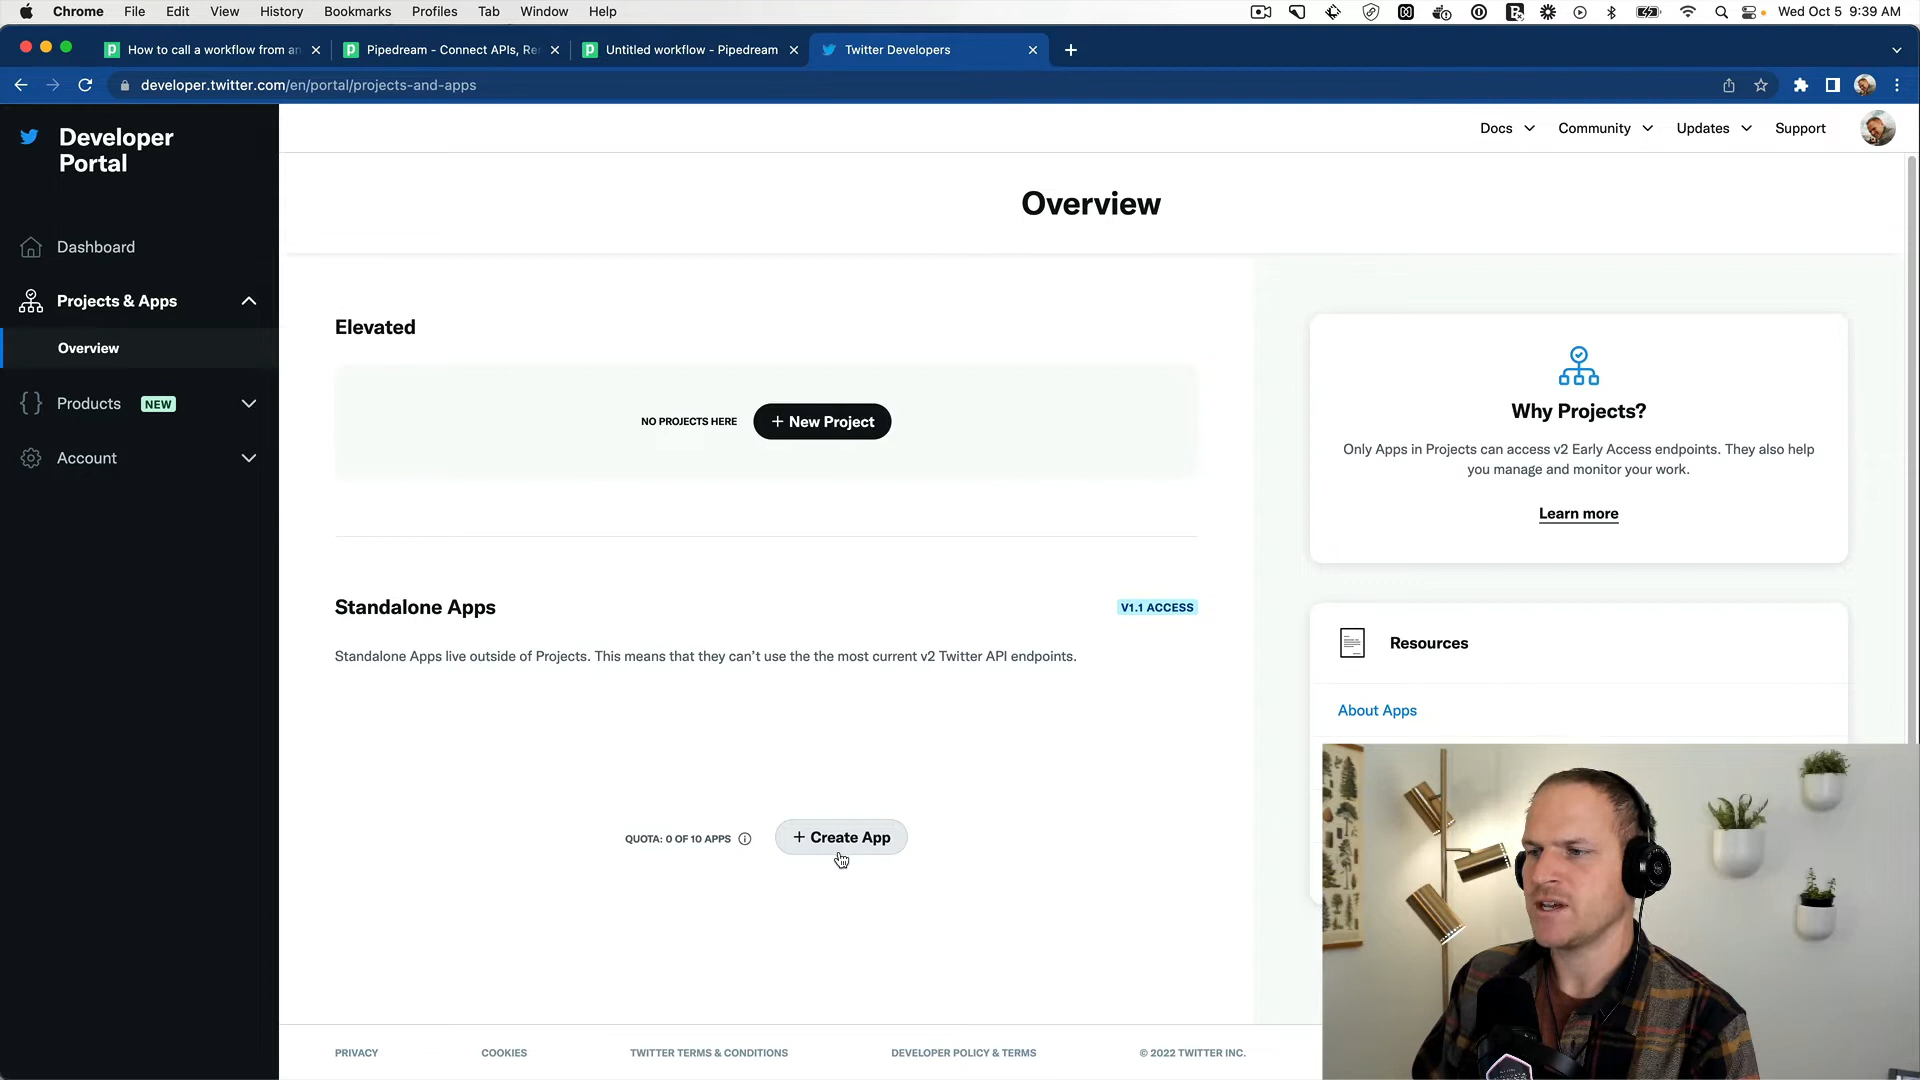 Chrome File Edit View History Bookmarks Profiles Tab Window Help Wed Oct 5 9:39 AM
How to call a workflow from an
Pipedream - Connect APIs, Re
Untitled workflow - Pipedream
Twitter Developers
developer.twitter.com/en/portal/projects-and-apps
Developer
Portal
Docs Community Updates Support
Overview
Dashboard
Projects & Apps
Overview
Products NEW
Account
Elevated
NO PROJECTS HERE + New Project
Standalone Apps V1.1 ACCESS
Standalone Apps live outside of Projects. This means that they can’t use the the most current v2 Twitter API endpoints.
QUOTA: 0 OF 10 APPS + Create App
Why Projects?
Only Apps in Projects can access v2 Early Access endpoints. They also help
you manage and monitor your work.
Learn more
Resources
About Apps
PRIVACY COOKIES TWITTER TERMS & CONDITIONS DEVELOPER POLICY & TERMS © 2022 TWITTER INC.